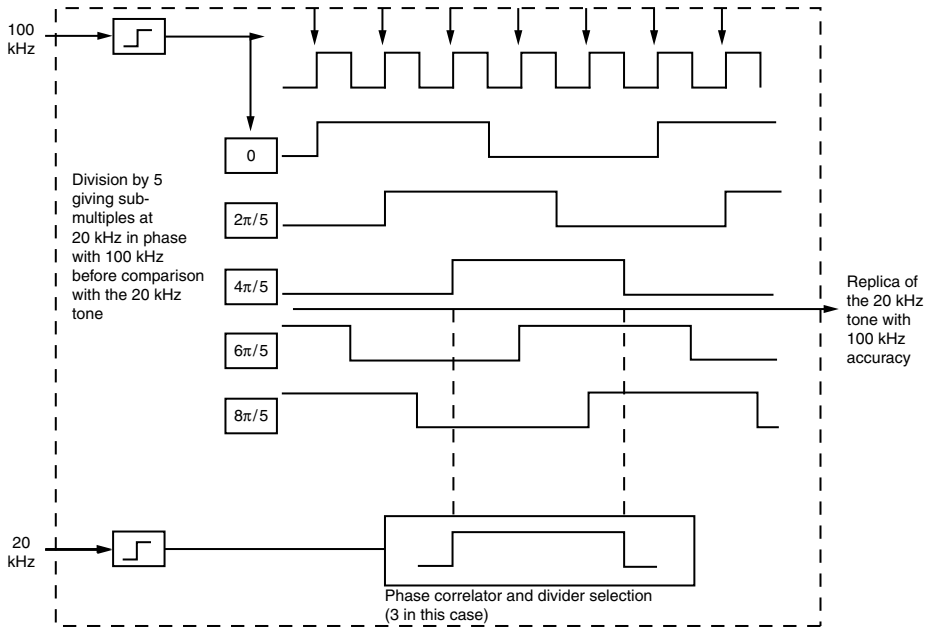 100
kHz
0
Division by 5
giving sub-
multiples at
20 kHz in phase
with 100 kHz
before comparison
with the 20 kHz
tone
2π/5
4π/5
Replica of
the 20 kHz
tone with
100 kHz
accuracy
6π/5
8π/5
20
kHz
Phase correlator and divider selection
(3 in this case)